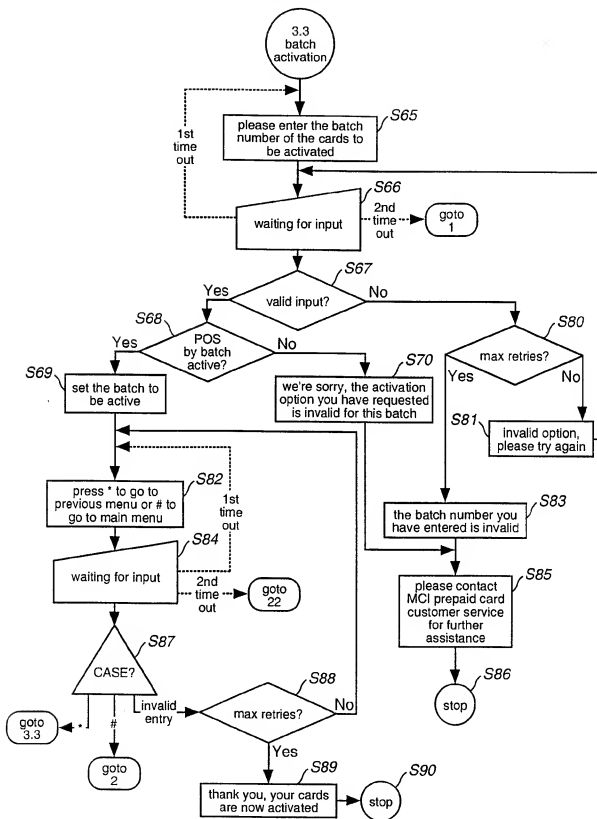 3.3
batch
activation
S65
please enter the batch
number of the cards to
be activated
1st
time
out
S66
waiting for input
2nd
time
out
goto
1
S67
valid input?
Yes
No
S68
POS
by batch
active?
Yes
No
S80
max retries?
Yes
No
S69
set the batch to
be active
S70
we're sorry, the activation
option you have requested
is invalid for this batch
S81
invalid option,
please try again
S82
press * to go to
previous menu or # to
go to main menu
1st
time
out
S83
the batch number you
have entered is invalid
S84
waiting for input
2nd
time
out
goto
22
S85
please contact
MCI prepaid card
customer service
for further
assistance
S86
stop
S87
CASE?
*
#
invalid
entry
goto
3.3
goto
2
S88
max retries?
No
Yes
S89
thank you, your cards
are now activated
S90
stop